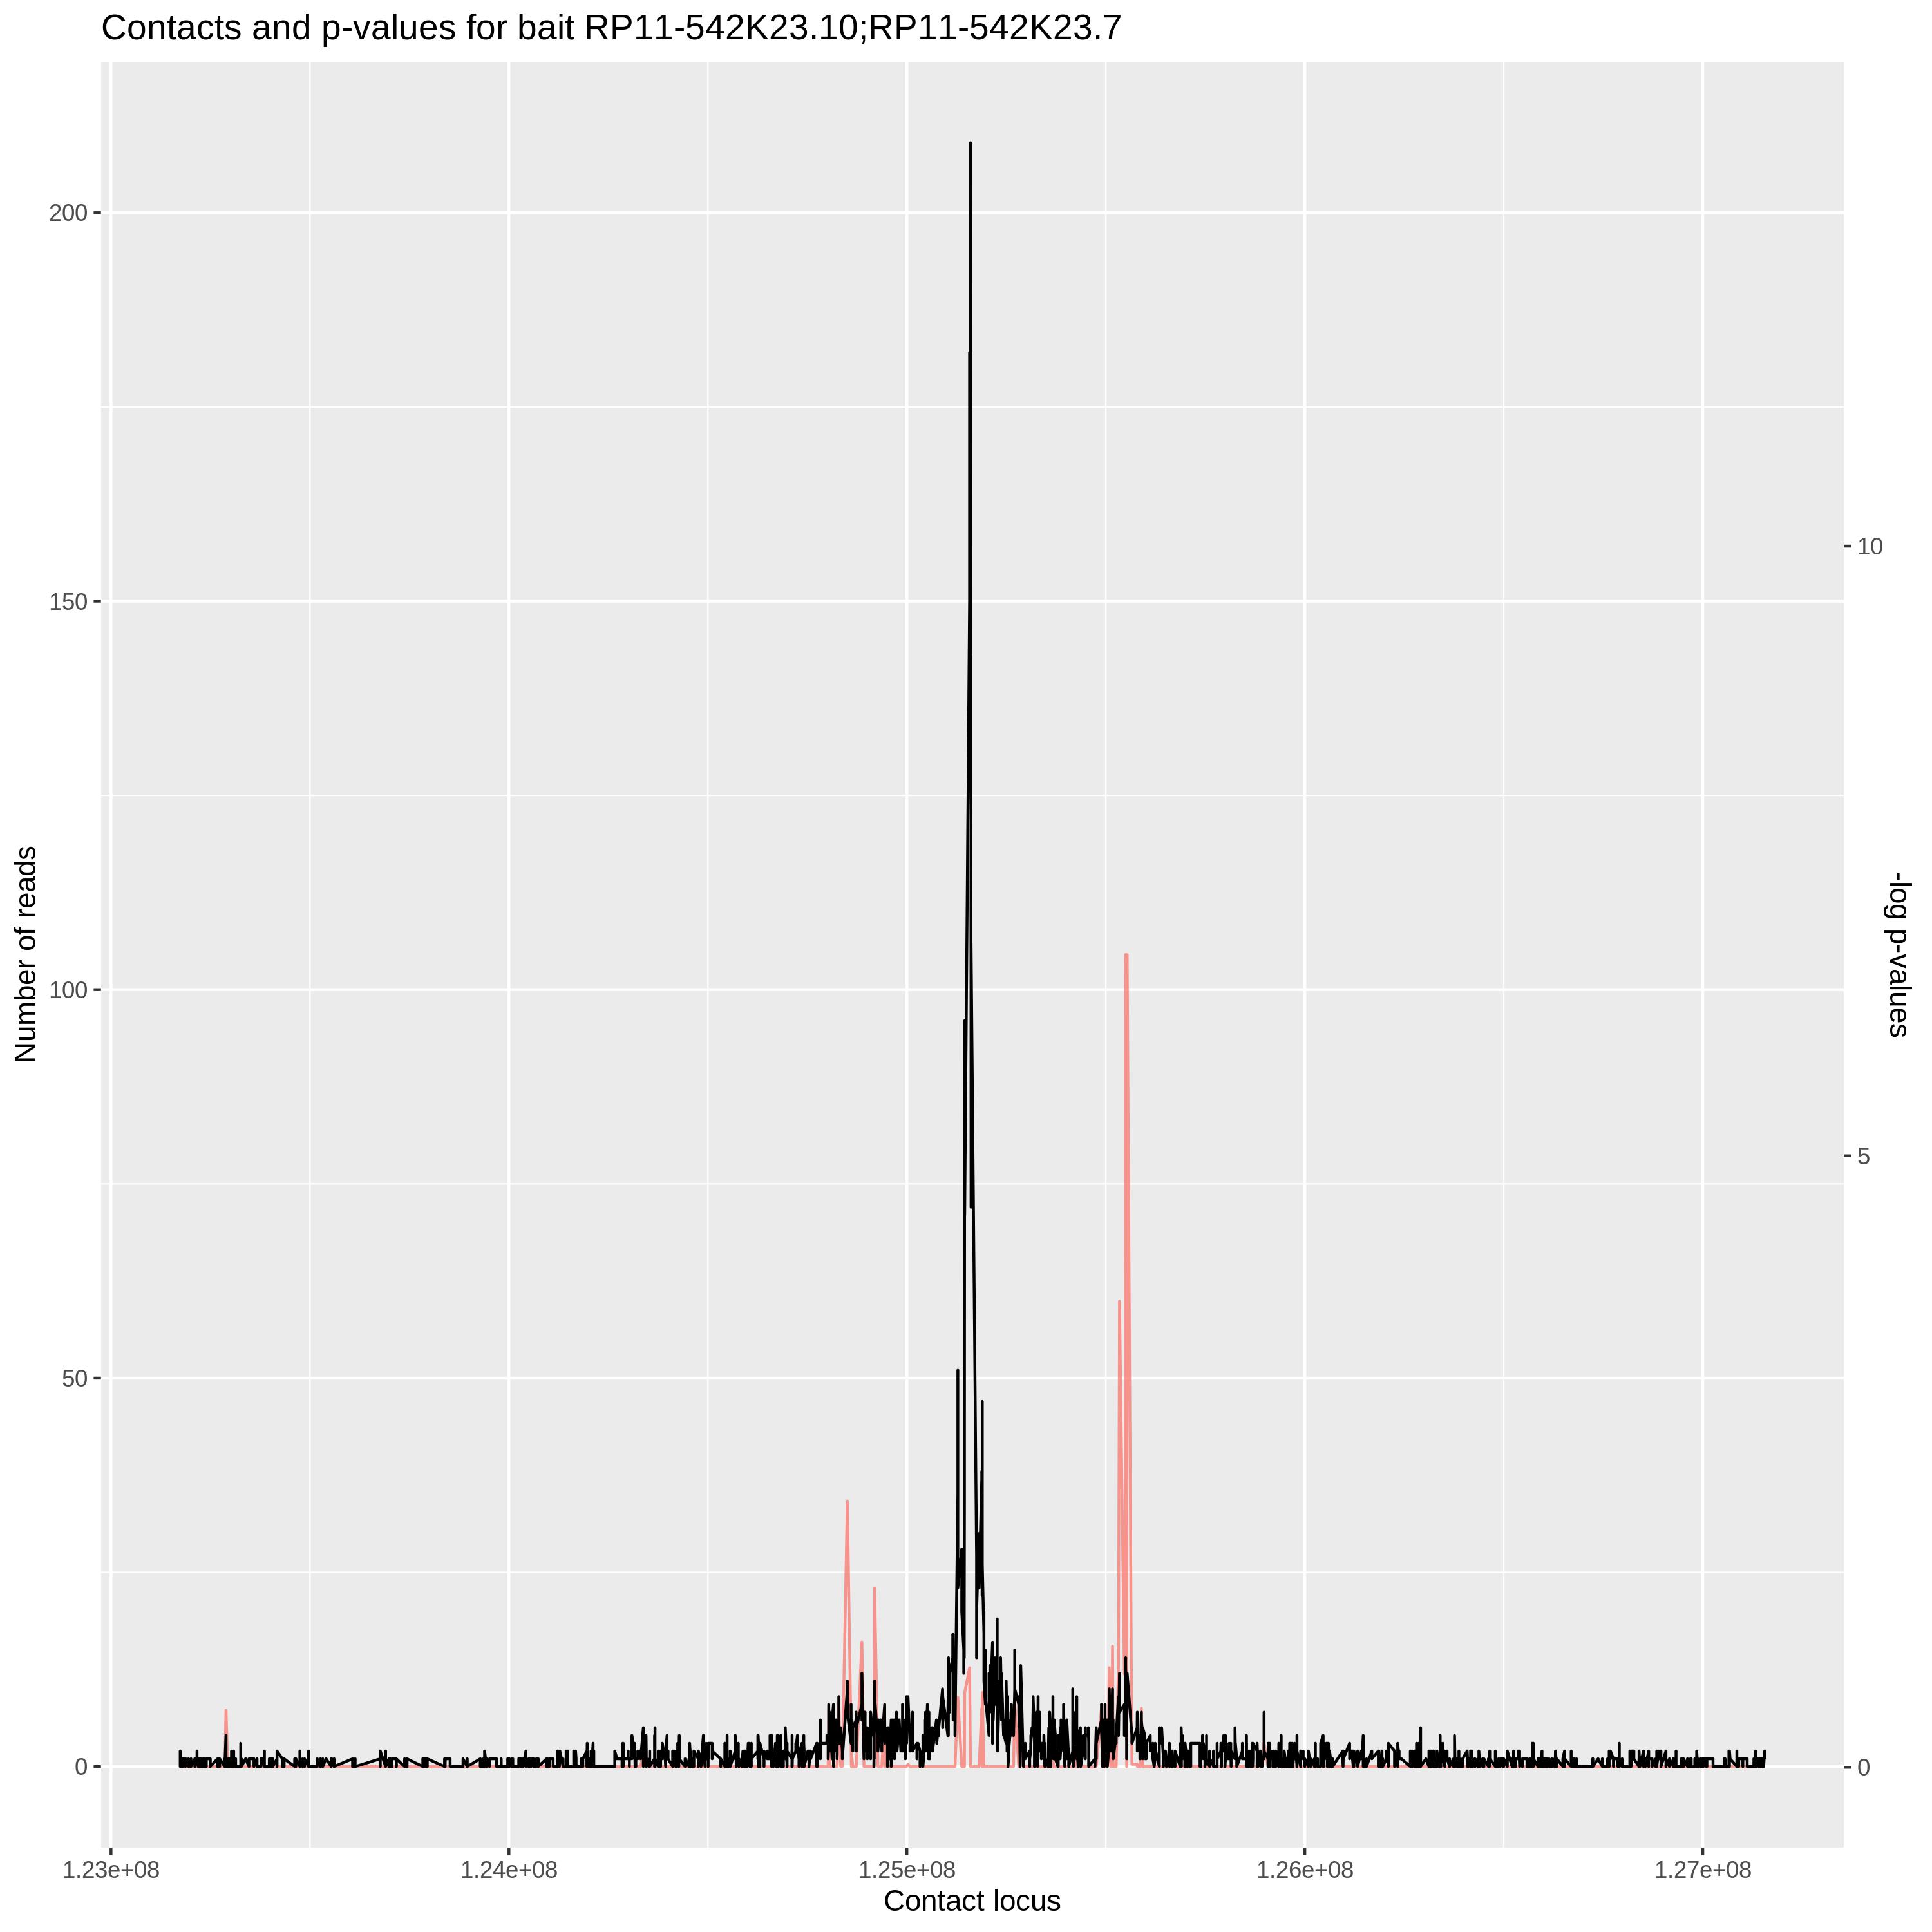 Contacts and p-values for bait RP11-542K23.10;RP11-542K23.7
200
150
100
50
0
Number of reads
10
5
0
-log p-values
1.23e+08
1.24e+08
1.25e+08
1.26e+08
1.27e+08
Contact locus